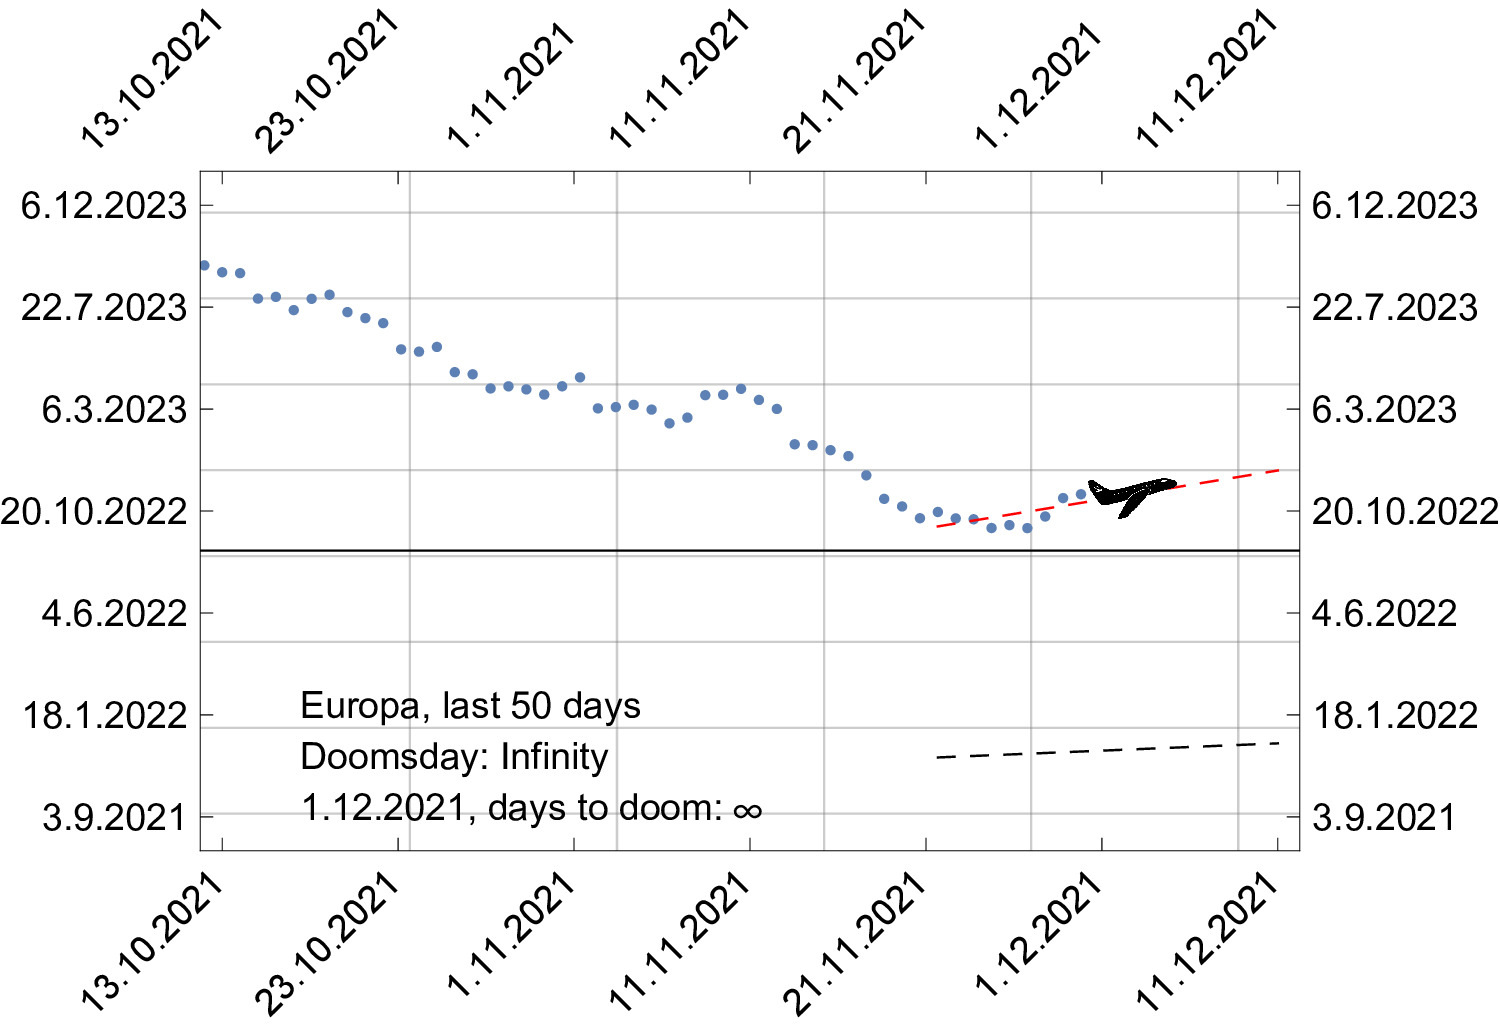 13.10.2021 23.10.2021 1.11.2021 11.11.2021 21.11.2021 1.12.2021 11.12.2021
6.12.2023 6.12.2023
22.7.2023 22.7.2023
6.3.2023 6.3.2023
20.10.2022 20.10.2022
4.6.2022 4.6.2022
18.1.2022 18.1.2022
3.9.2021 3.9.2021
Europa, last 50 days
Doomsday: Infinity
1.12.2021, days to doom: ∞
13.10.2021 23.10.2021 1.11.2021 11.11.2021 21.11.2021 1.12.2021 11.12.2021